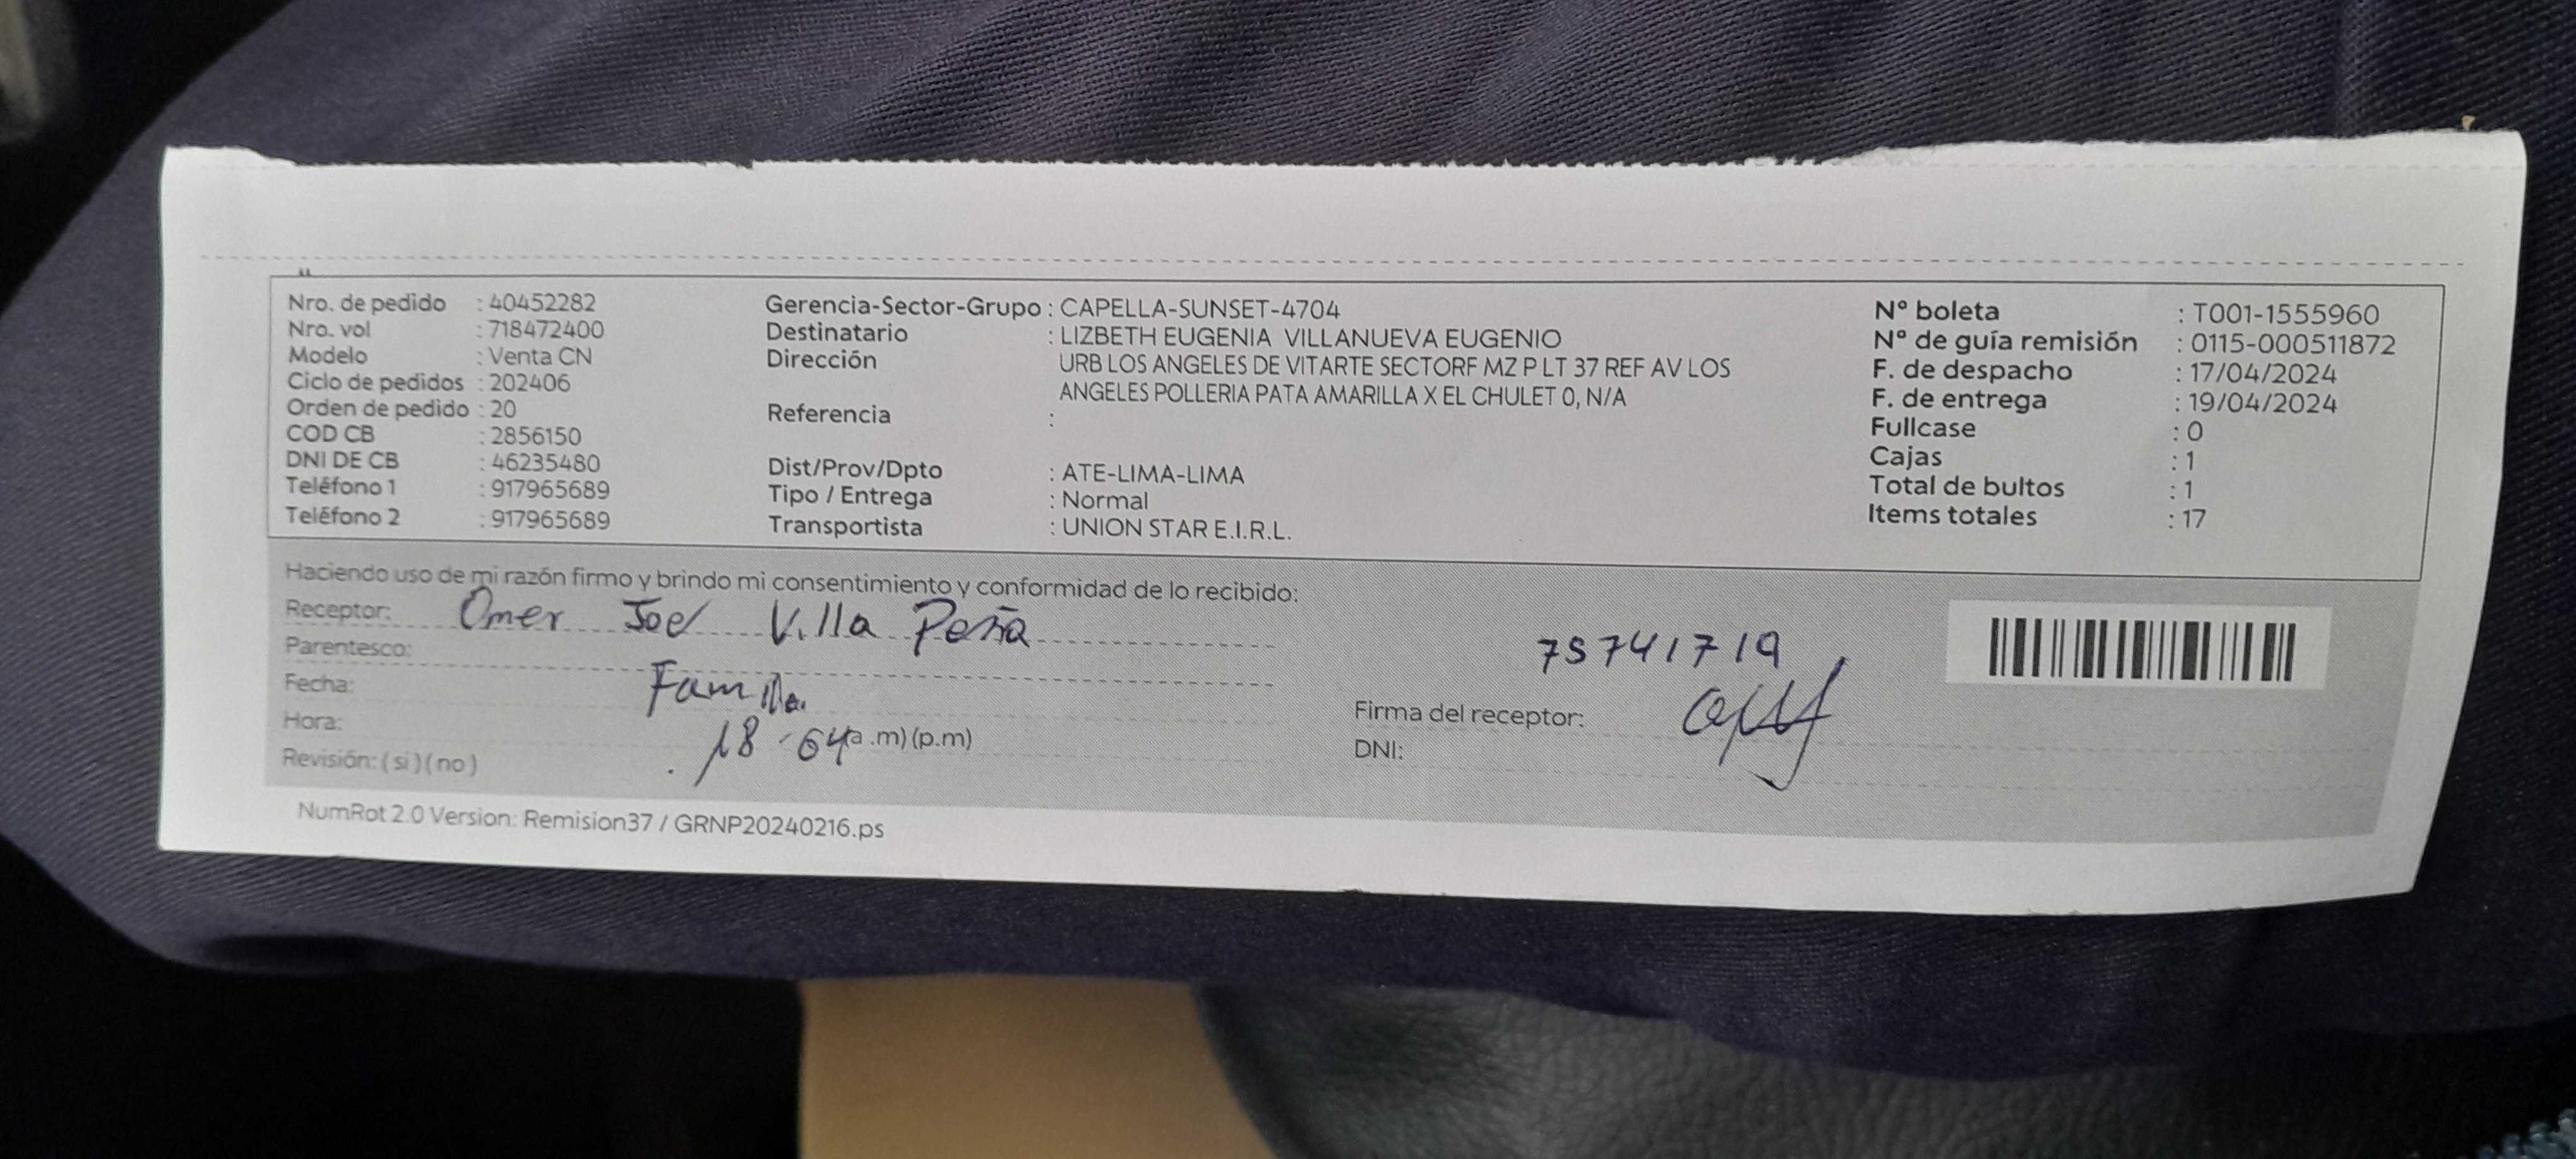 Nro. de pedido : 40452282
Nro. vol : 718472400
Modelo : Venta CN
Ciclo de pedidos : 202406
Orden de pedido : 20
COD CB : 2856150
DNI DE CB : 46235480
Teléfono 1 : 917965689
Teléfono 2 : 917965689
Gerencia-Sector-Grupo : CAPELLA-SUNSET-4704
Destinatario : LIZBETH EUGENIA VILLANUEVA EUGENIO
Dirección URB LOS ANGELES DE VITARTE SECTORF MZ P LT 37 REF AV LOS
ANGELES POLLERIA PATA AMARILLA X EL CHULET 0, N/A
Referencia :
Dist/Prov/Dpto : ATE-LIMA-LIMA
Tipo / Entrega : Normal
Transportista : UNION STAR E.I.R.L.
N° boleta : T001-1555960
N° de guía remisión : 0115-000511872
F. de despacho : 17/04/2024
F. de entrega : 19/04/2024
Fullcase : 0
Cajas : 1
Total de bultos : 1
Items totales : 17
Haciendo uso de mi razón firmo y brindo mi consentimiento y conformidad de lo recibido:
Receptor: Omer Joel Villa Peña
Parentesco:
Fecha: Familia
Hora: 18 (a.m) (p.m)
Revisión: ( si ) ( no )
75741719
Firma del receptor:
DNI:
NumRot 2.0 Version: Remision37 / GRNP20240216.ps